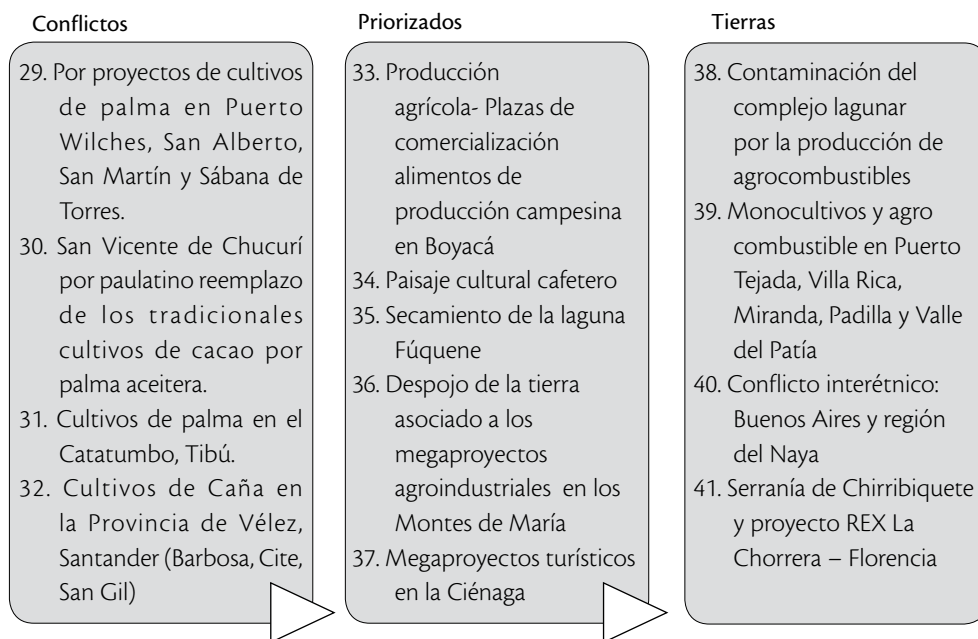 Conflictos
29. Por proyectos de cultivos
de palma en Puerto
Wilches, San Alberto,
San Martín y Sábana de
Torres.
30. San Vicente de Chucurí
por paulatino reemplazo
de los tradicionales
cultivos de cacao por
palma aceitera.
31. Cultivos de palma en el
Catatumbo, Tibú.
32. Cultivos de Caña en
la Provincia de Vélez,
Santander (Barbosa, Cite,
San Gil)
Priorizados
33. Producción
agrícola- Plazas de
comercialización
alimentos de
producción campesina
en Boyacá
34. Paisaje cultural cafetero
35. Secamiento de la laguna
Fúquene
36. Despojo de la tierra
asociado a los
megaproyectos
agroindustriales en los
Montes de María
37. Megaproyectos turísticos
en la Ciénaga
Tierras
38. Contaminación del
complejo lagunar
por la producción de
agrocombustibles
39. Monocultivos y agro
combustible en Puerto
Tejada, Villa Rica,
Miranda, Padilla y Valle
del Patía
40. Conflicto interétnico:
Buenos Aires y región
del Naya
41. Serranía de Chirribiquete
y proyecto REX La
Chorrera – Florencia